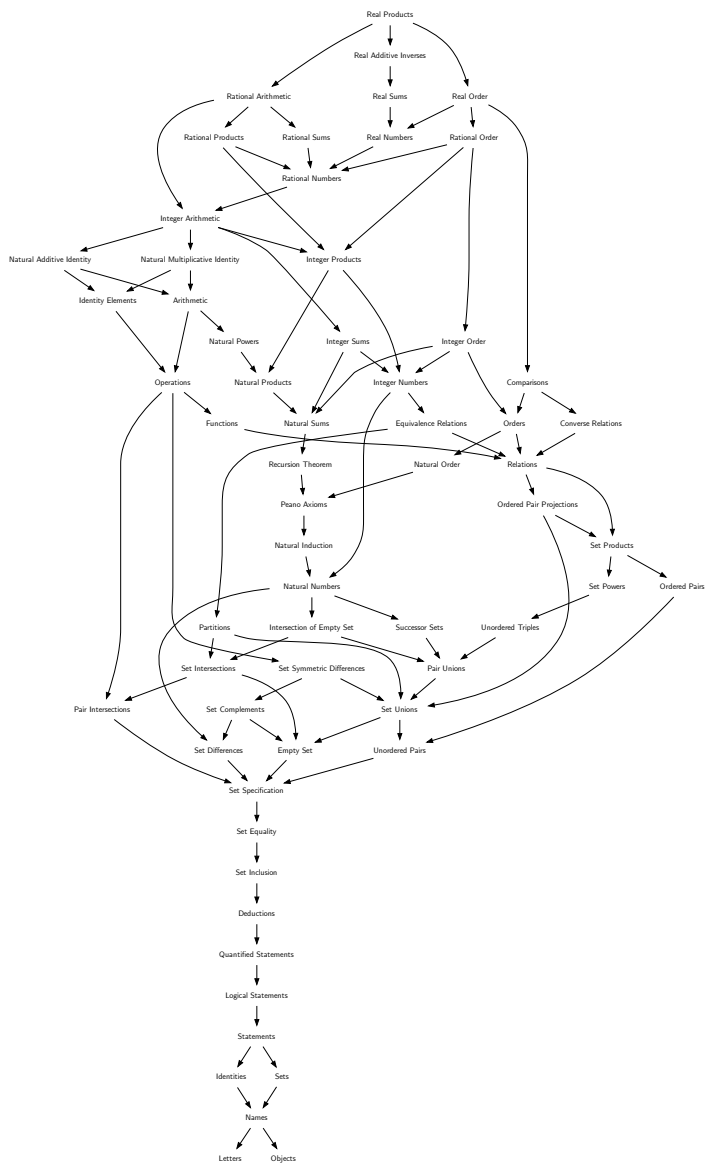 Real Products
Real Additive Inverses
Rational Arithmetic
Real Sums
Real Order
Rational Products
Rational Sums
Real Numbers
Rational Order
Rational Numbers
Integer Arithmetic
Natural Additive Identity
Natural Multiplicative Identity
Integer Products
Identity Elements
Arithmetic
Natural Powers
Integer Sums
Integer Order
Operations
Natural Products
Integer Numbers
Comparisons
Functions
Natural Sums
Equivalence Relations
Orders
Converse Relations
Recursion Theorem
Natural Order
Relations
Peano Axioms
Ordered Pair Projections
Natural Induction
Set Products
Natural Numbers
Set Powers
Ordered Pairs
Partitions
Intersection of Empty Set
Successor Sets
Unordered Triples
Set Intersections
Set Symmetric Differences
Pair Unions
Pair Intersections
Set Complements
Set Unions
Set Differences
Empty Set
Unordered Pairs
Set Specification
Set Equality
Set Inclusion
Deductions
Quantified Statements
Logical Statements
Statements
Identities
Sets
Names
Letters
Objects